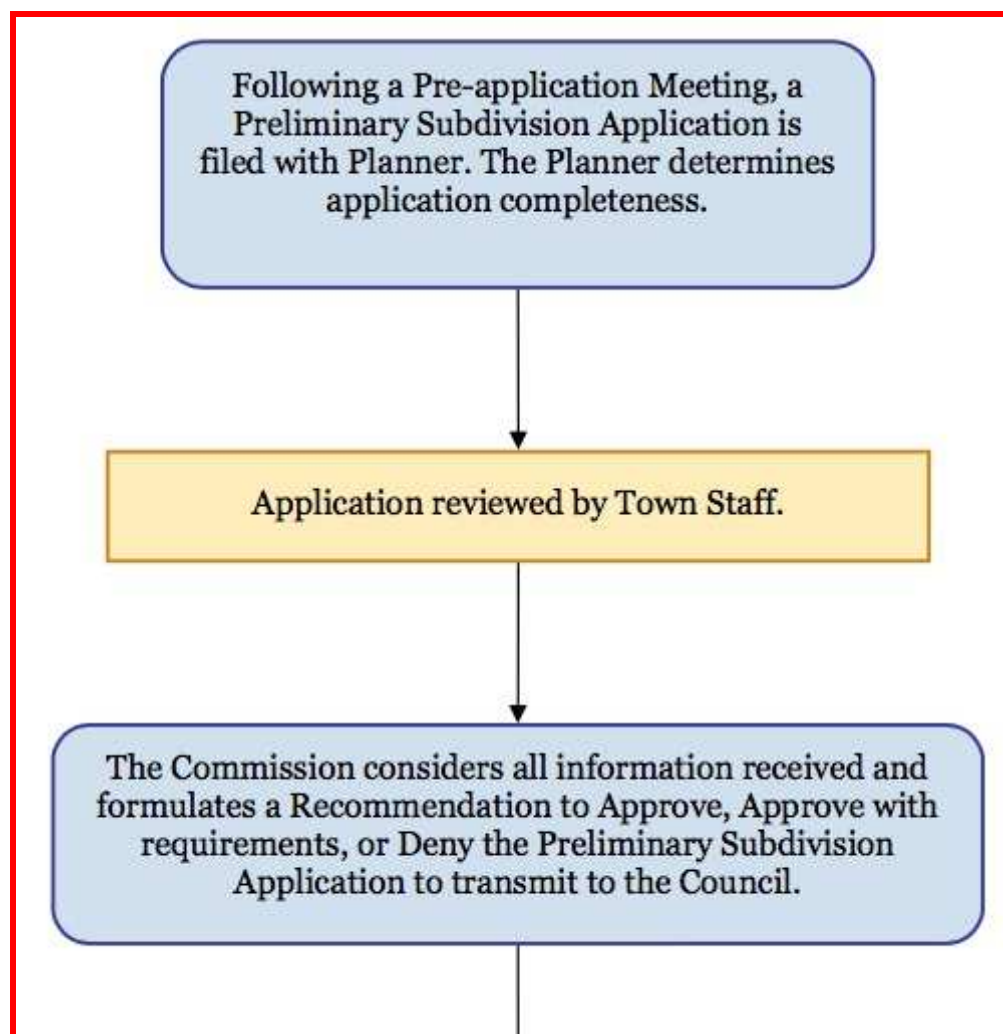 Following a Pre-application Meeting, a
Preliminary Subdivision Application is
filed with Planner. The Planner determines
application completeness.
Application reviewed by Town Staff.
The Commission considers all information received and
formulates a Recommendation to Approve, Approve with
requirements, or Deny the Preliminary Subdivision
Application to transmit to the Council.